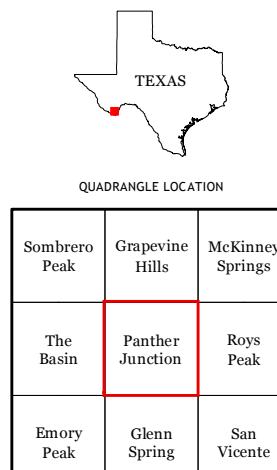 TEXAS
QUADRANGLE LOCATION
Sombrero
Peak
Grapevine
Hills
McKinney
Springs
The
Basin
Panther
Junction
Roys
Peak
Emory
Peak
Glenn
Spring
San
Vicente